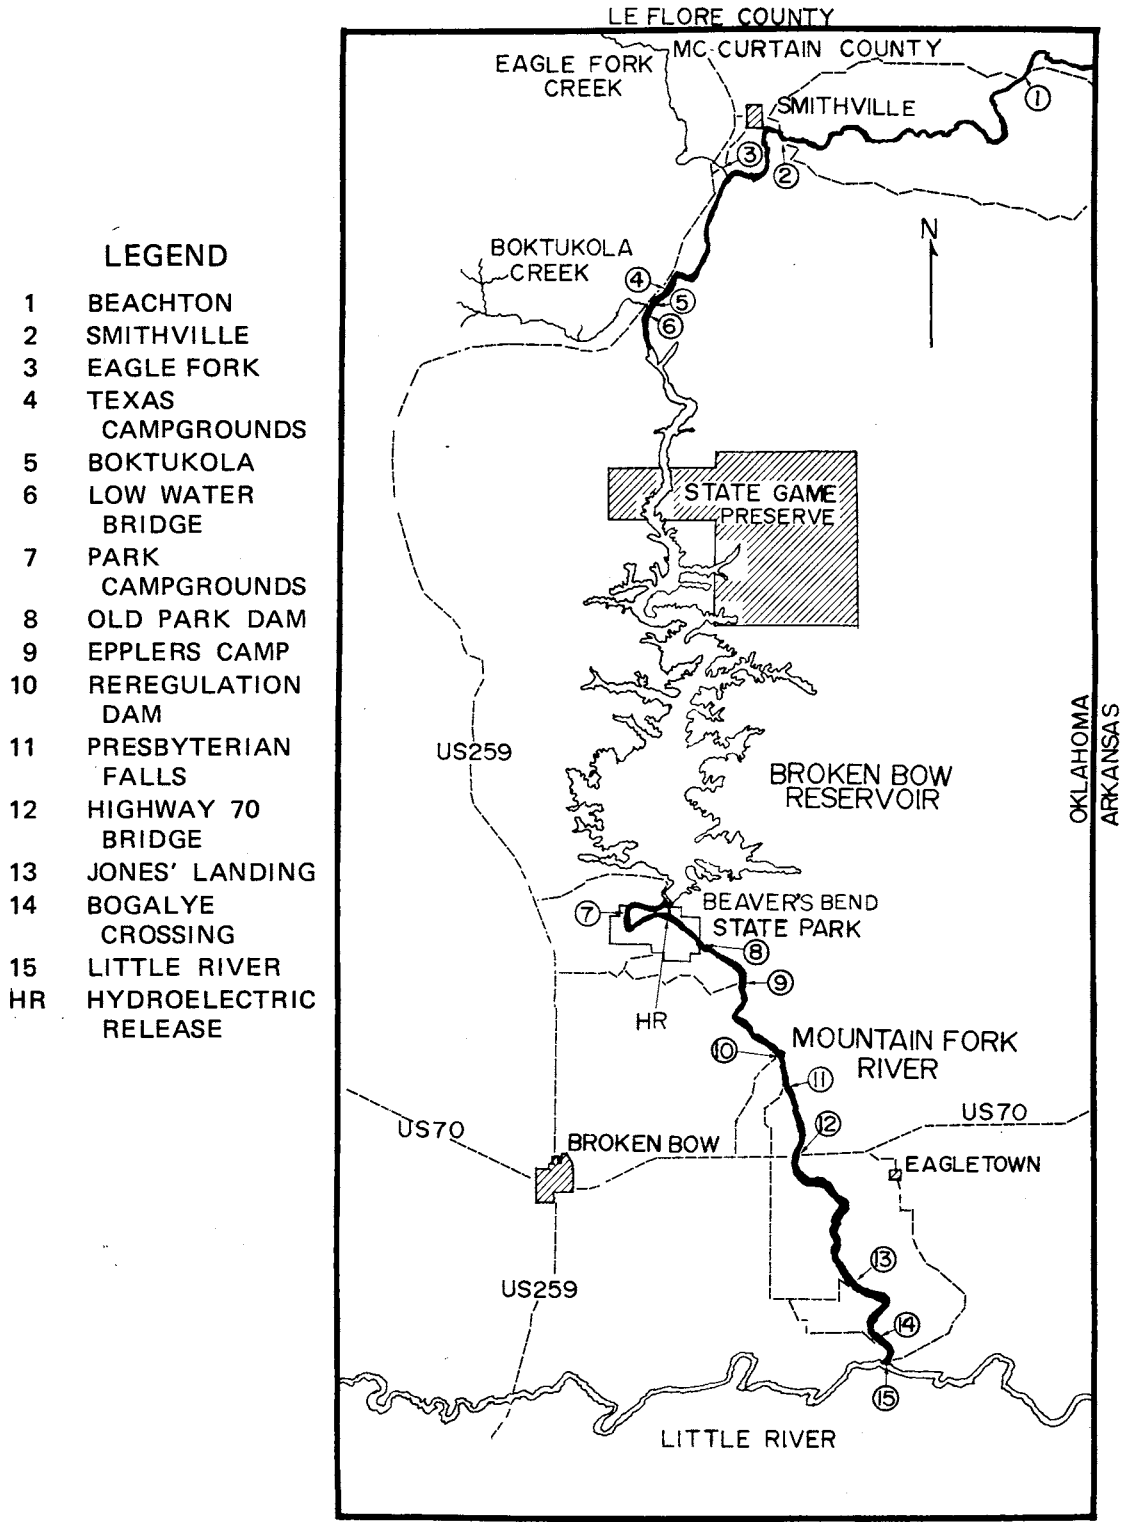 LE FLORE COUNTY
MC CURTAIN COUNTY
EAGLE FORK
CREEK
SMITHVILLE
1
3
2
N
BOKTUKOLA
CREEK
4
5
6
LEGEND
1 BEACHTON
2 SMITHVILLE
3 EAGLE FORK
4 TEXAS
CAMPGROUNDS
5 BOKTUKOLA
6 LOW WATER
BRIDGE
7 PARK
CAMPGROUNDS
8 OLD PARK DAM
9 EPPLERS CAMP
10 REREGULATION
DAM
11 PRESBYTERIAN
FALLS
12 HIGHWAY 70
BRIDGE
13 JONES' LANDING
14 BOGALYE
CROSSING
15 LITTLE RIVER
HR HYDROELECTRIC
RELEASE
STATE GAME
PRESERVE
US259
BROKEN BOW
RESERVOIR
OKLAHOMA
ARKANSAS
7
BEAVER'S BEND
STATE PARK
8
9
HR
10
MOUNTAIN FORK
RIVER
11
US70
12
US70
BROKEN BOW
EAGLETOWN
13
US259
14
15
LITTLE RIVER